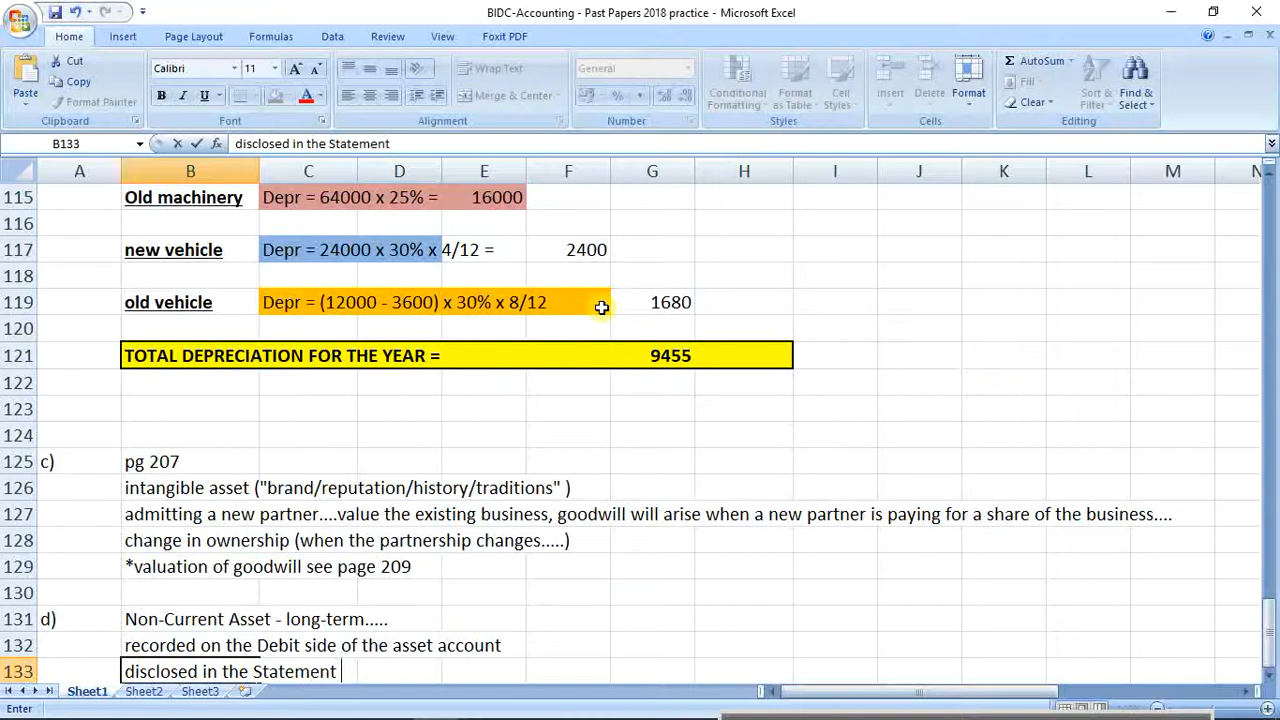 BIDC-Accounting - Past Papers 2018 practice - Microsoft Excel
Home Insert Page Layout Formulas Data Review View Foxit PDF
Paste Cut Copy Format Painter Clipboard
Calibri 11 A A B I U A Font
Wrap Text Merge & Center Alignment
General % , Number
Conditional Formatting Format as Table Cell Styles Styles
Insert Delete Format Cells
Σ AutoSum Fill Clear Sort & Filter Find & Select Editing
B133 fx disclosed in the Statement
A B C D E F G H I J K L M N
115 Old machinery Depr = 64000 x 25% = 16000
116
117 new vehicle Depr = 24000 x 30% x 4/12 = 2400
118
119 old vehicle Depr = (12000 - 3600) x 30% x 8/12 1680
120
121 TOTAL DEPRECIATION FOR THE YEAR = 9455
122
123
124
125 c) pg 207
126 intangible asset ("brand/reputation/history/traditions" )
127 admitting a new partner....value the existing business, goodwill will arise when a new partner is paying for a share of the business....
128 change in ownership (when the partnership changes.....)
129 *valuation of goodwill see page 209
130
131 d) Non-Current Asset - long-term.....
132 recorded on the Debit side of the asset account
133 disclosed in the Statement
Sheet1 Sheet2 Sheet3
Enter